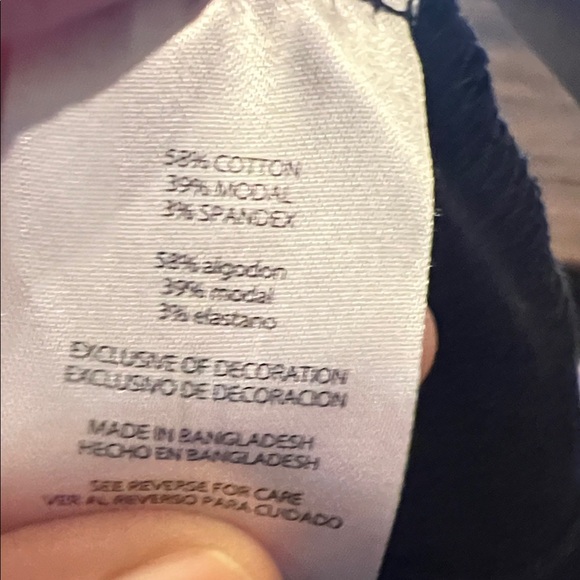 58% COTTON
39% MODAL
3% SPANDEX
58% algodon
39% modal
3% elastano
EXCLUSIVE OF DECORATION
EXCLUSIVO DE DECORACION
MADE IN BANGLADESH
HECHO EN BANGLADESH
SEE REVERSE FOR CARE
VER AL REVERSO PARA CUIDADO